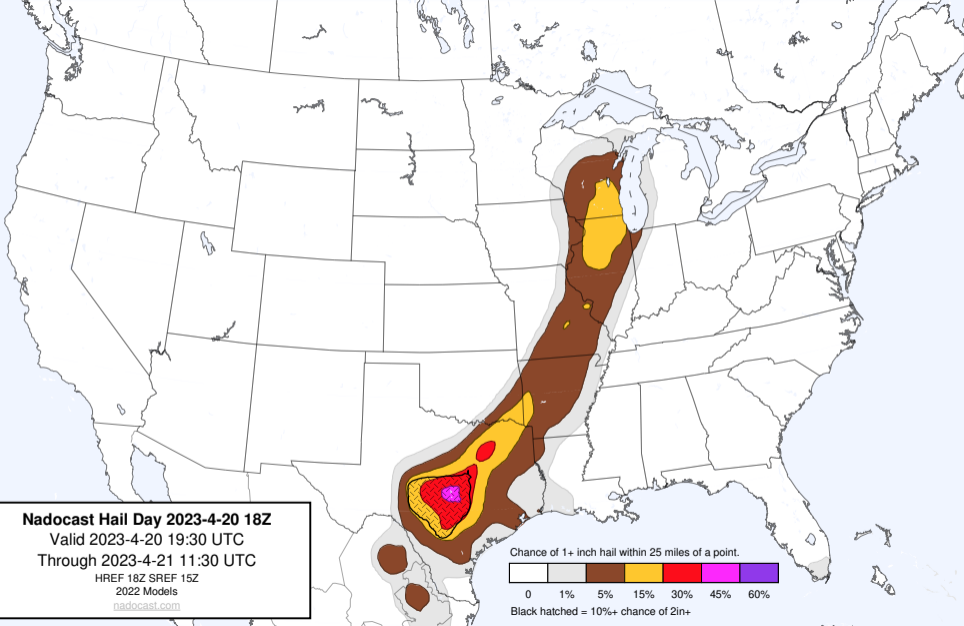 Nadocast Hail Day 2023-4-20 18Z
Valid 2023-4-20 19:30 UTC
Through 2023-4-21 11:30 UTC
HREF 18Z SREF 15Z
2022 Models
nadocast.com
Chance of 1+ inch hail within 25 miles of a point.
0 1% 5% 15% 30% 45% 60%
Black hatched = 10%+ chance of 2in+